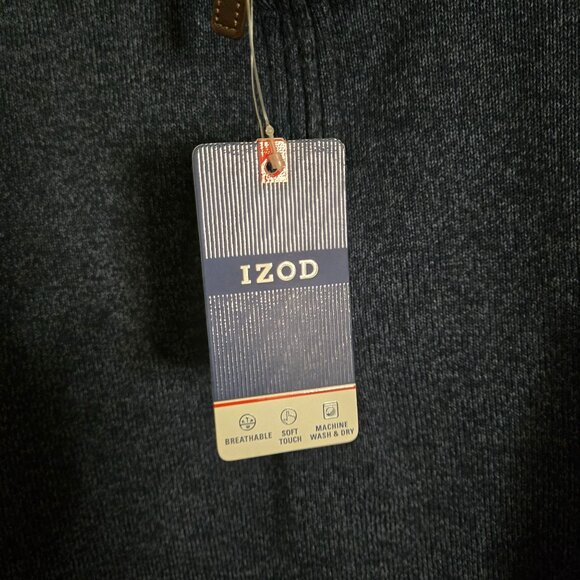 IZOD
BREATHABLE
SOFT
TOUCH
MACHINE
WASH & DRY